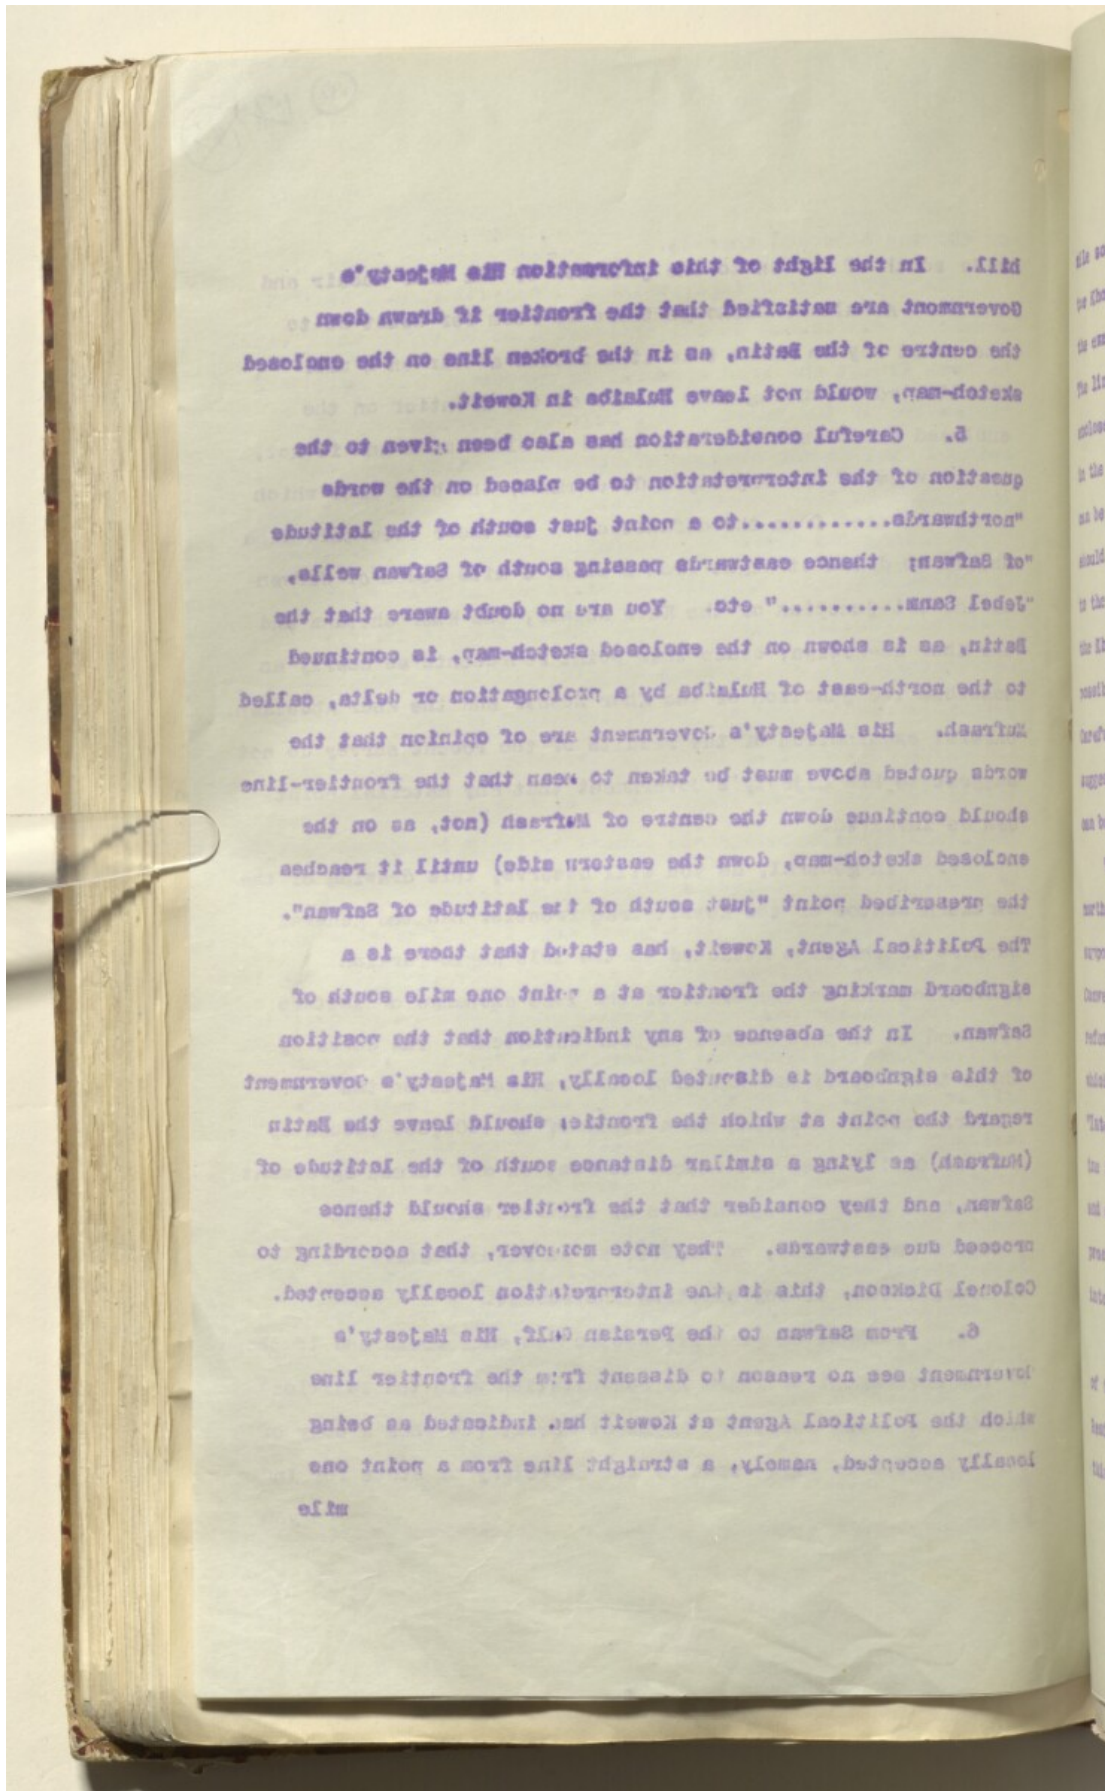 hill. In the light of this information His Majesty's
Government are satisfied that the frontier if drawn down
the centre of the Batin, as in the broken line on the enclosed
sketch-map, would not leave Hulaiba in Koweit.
5. Careful consideration has also been given to the
question of the interpretation to be placed on the words
"northwards.............to a point just south of the latitude
"of Safwan; thence eastwards passing south of Safwan wells,
"Jebel Sanm..........." etc. You are no doubt aware that the
Batin, as is shown on the enclosed sketch-map, is continued
to the north-east of Hulaiba by a prolongation or delta, called
Mufrash. His Majesty's Government are of opinion that the
words quoted above must be taken to mean that the frontier-line
should continue down the centre of Mufrash (not, as on the
enclosed sketch-map, down the eastern side) until it reaches
the prescribed point "just south of the latitude of Safwan".
The Political Agent, Koweit, has stated that there is a
signboard marking the frontier at a point one mile south of
Safwan. In the absence of any indication that the position
of this signboard is disputed locally, His Majesty's Government
regard the point at which the frontier should leave the Batin
(Mufrash) as lying a similar distance south of the latitude of
Safwan, and they consider that the frontier should thence
proceed due eastwards. They note moreover, that according to
Colonel Dickson, this is the interpretation locally accepted.
6. From Safwan to the Persian Gulf, His Majesty's
Government see no reason to dissent from the frontier line
which the Political Agent at Koweit has indicated as being
locally accepted, namely, a straight line from a point one
mile